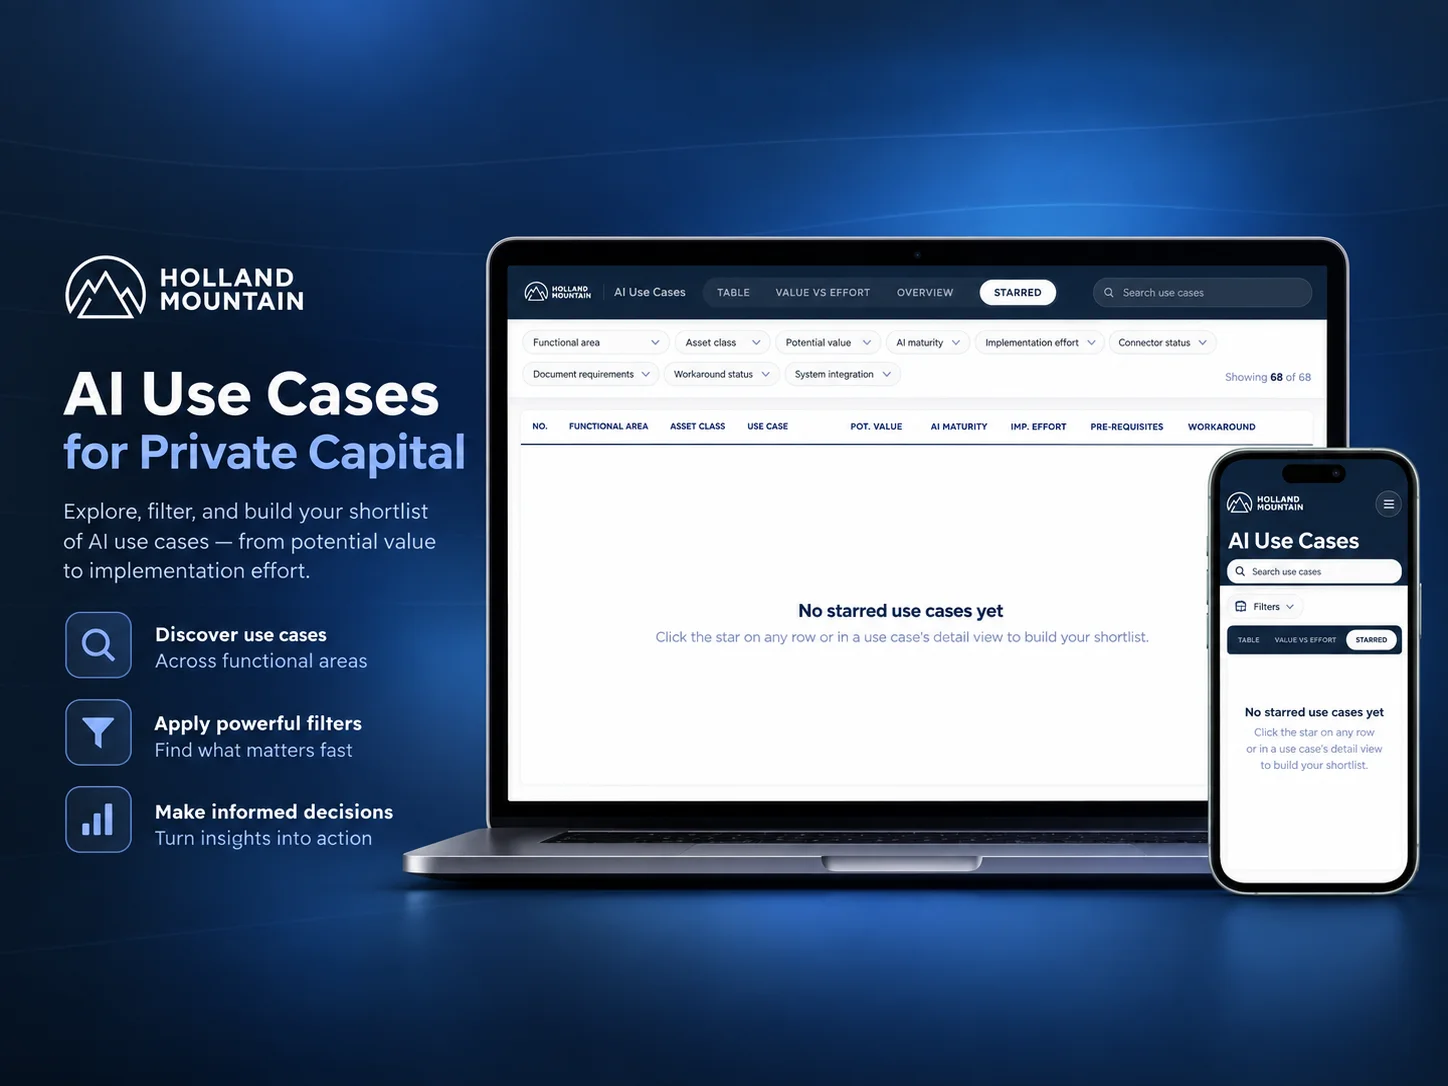 HOLLAND
MOUNTAIN
AI Use Cases
for Private Capital
Explore, filter, and build your shortlist
of AI use cases — from potential value
to implementation effort.
Discover use cases
Across functional areas
Apply powerful filters
Find what matters fast
Make informed decisions
Turn insights into action
HOLLAND
MOUNTAIN
AI Use Cases
TABLE
VALUE VS EFFORT
OVERVIEW
STARRED
Search use cases
Functional area
Asset class
Potential value
AI maturity
Implementation effort
Connector status
Document requirements
Workaround status
System integration
Showing 68 of 68
NO.
FUNCTIONAL AREA
ASSET CLASS
USE CASE
POT. VALUE
AI MATURITY
IMP. EFFORT
PRE-REQUISITES
WORKAROUND
No starred use cases yet
Click the star on any row or in a use case's detail view to build your shortlist.
HOLLAND
MOUNTAIN
AI Use Cases
Search use cases
Filters
TABLE
VALUE VS EFFORT
STARRED
No starred use cases yet
Click the star on any row
or in a use case's detail view
to build your shortlist.